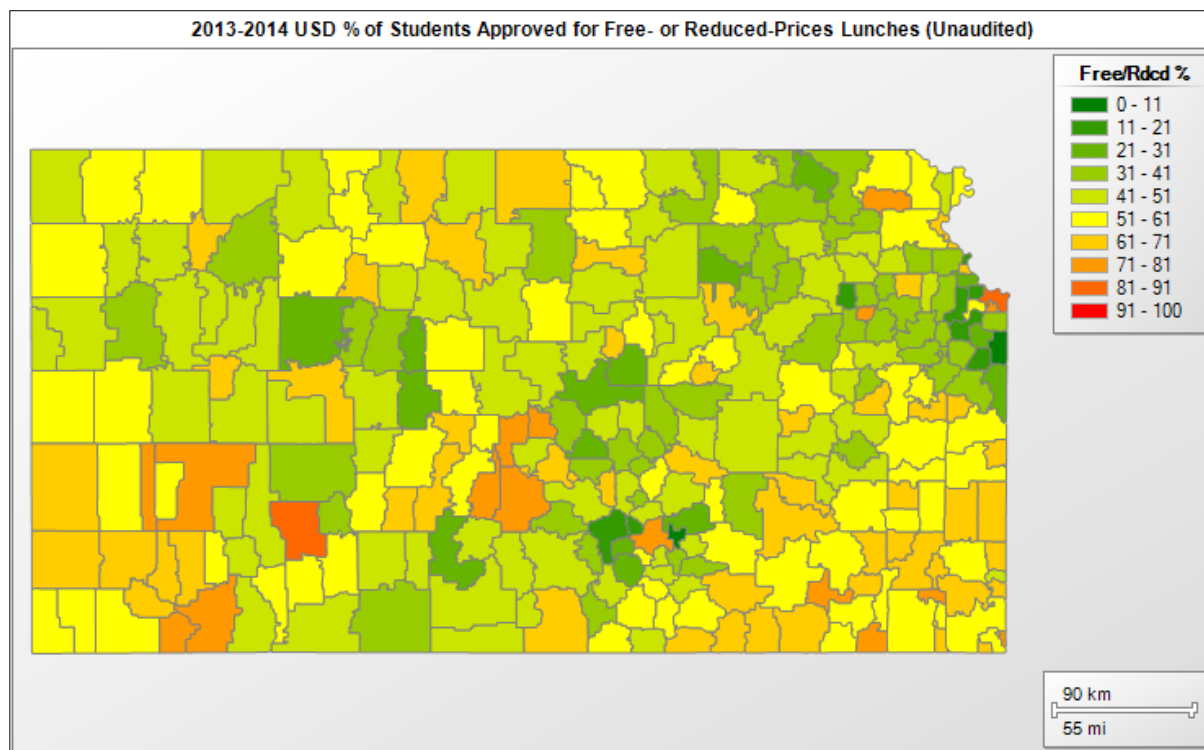 2013-2014 USD % of Students Approved for Free- or Reduced-Prices Lunches (Unaudited)
Free/Rdcd %
0 - 11
11 - 21
21 - 31
31 - 41
41 - 51
51 - 61
61 - 71
71 - 81
81 - 91
91 - 100
90 km
55 mi